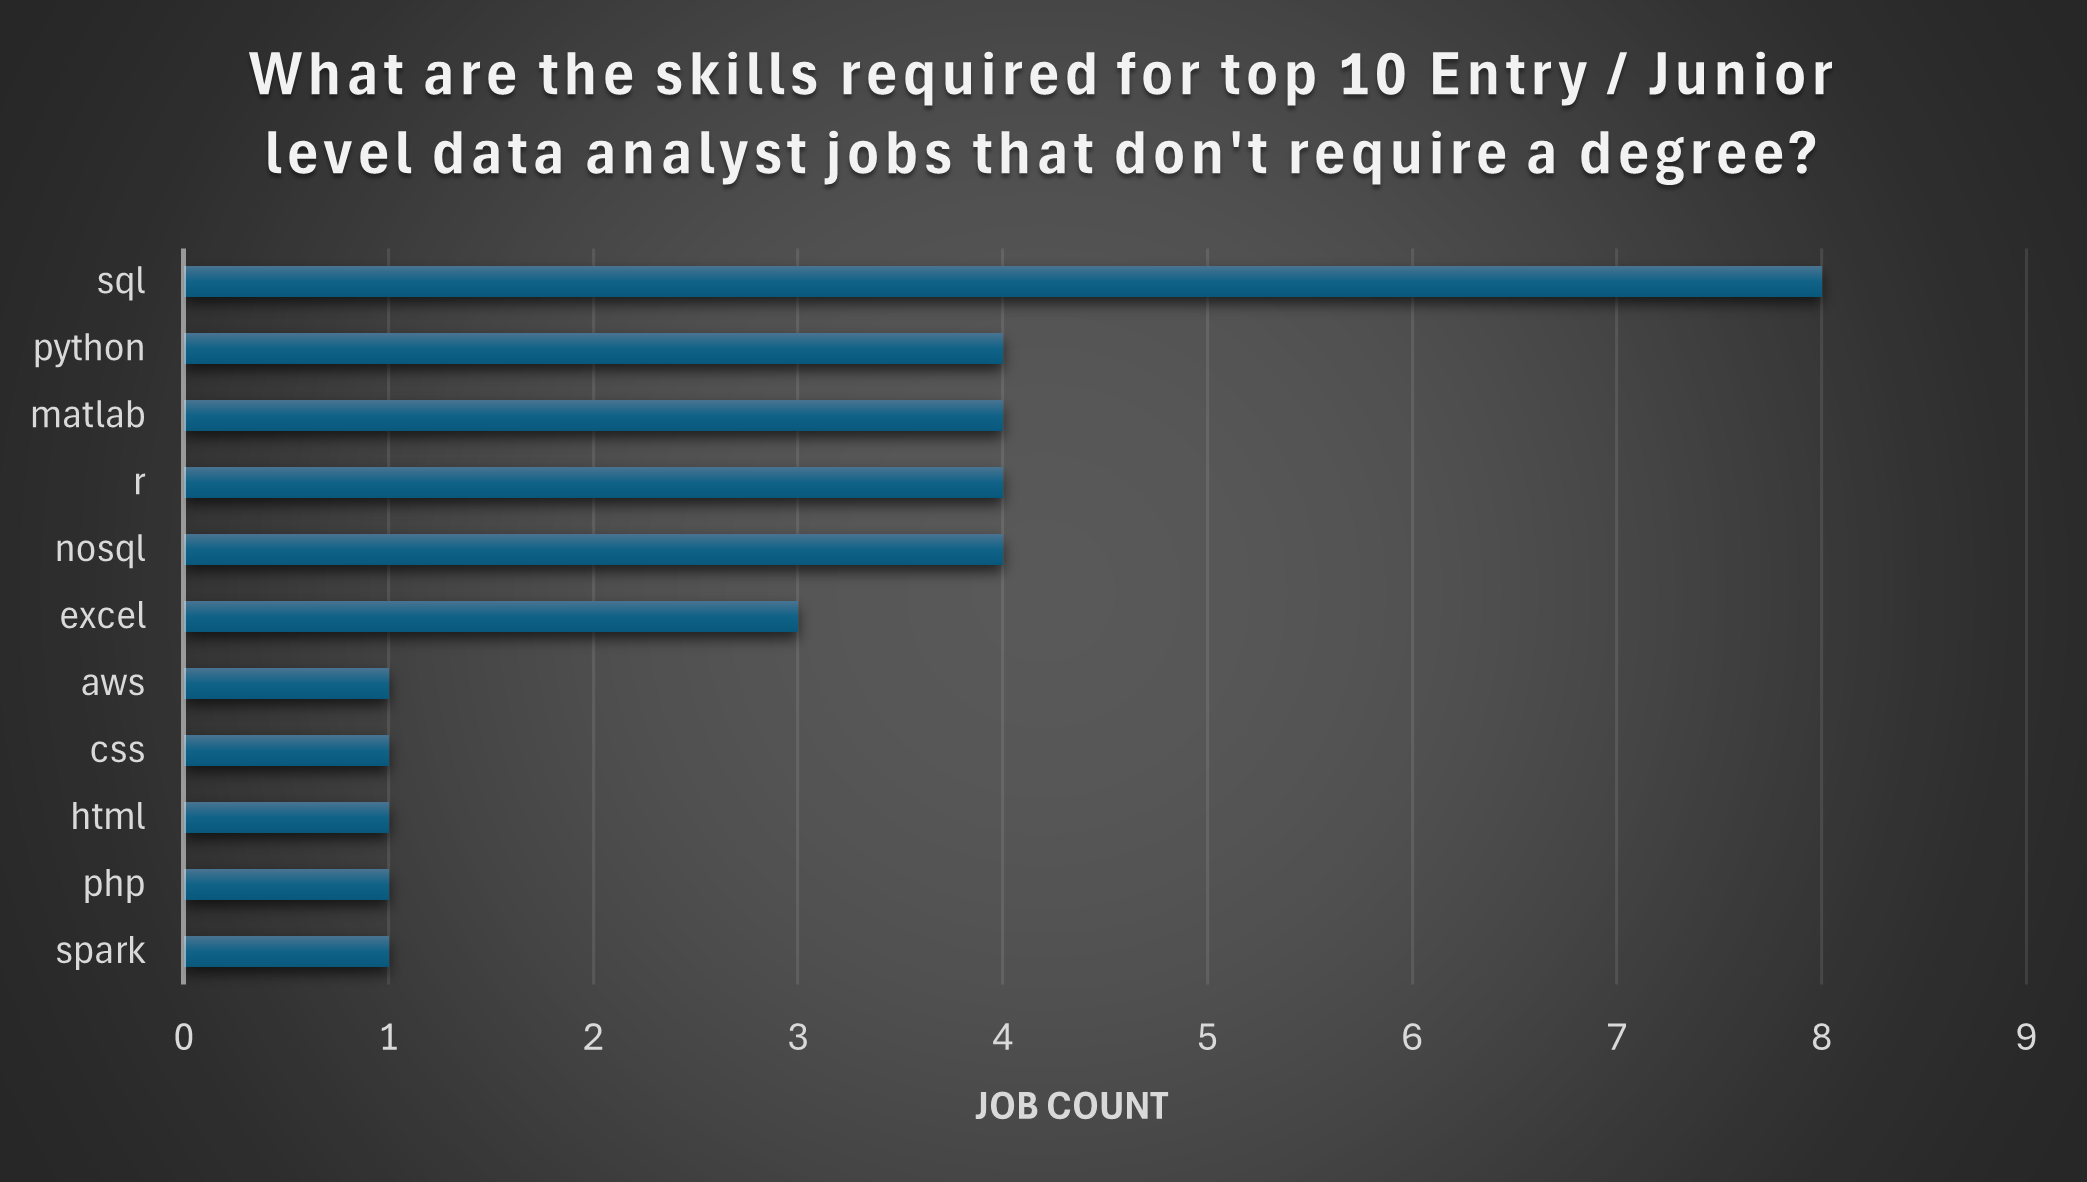 What are the skills required for top 10 Entry / Junior
level data analyst jobs that don't require a degree?
sql
python
matlab
r
nosql
excel
aws
css
html
php
spark
0 1 2 3 4 5 6 7 8 9
JOB COUNT